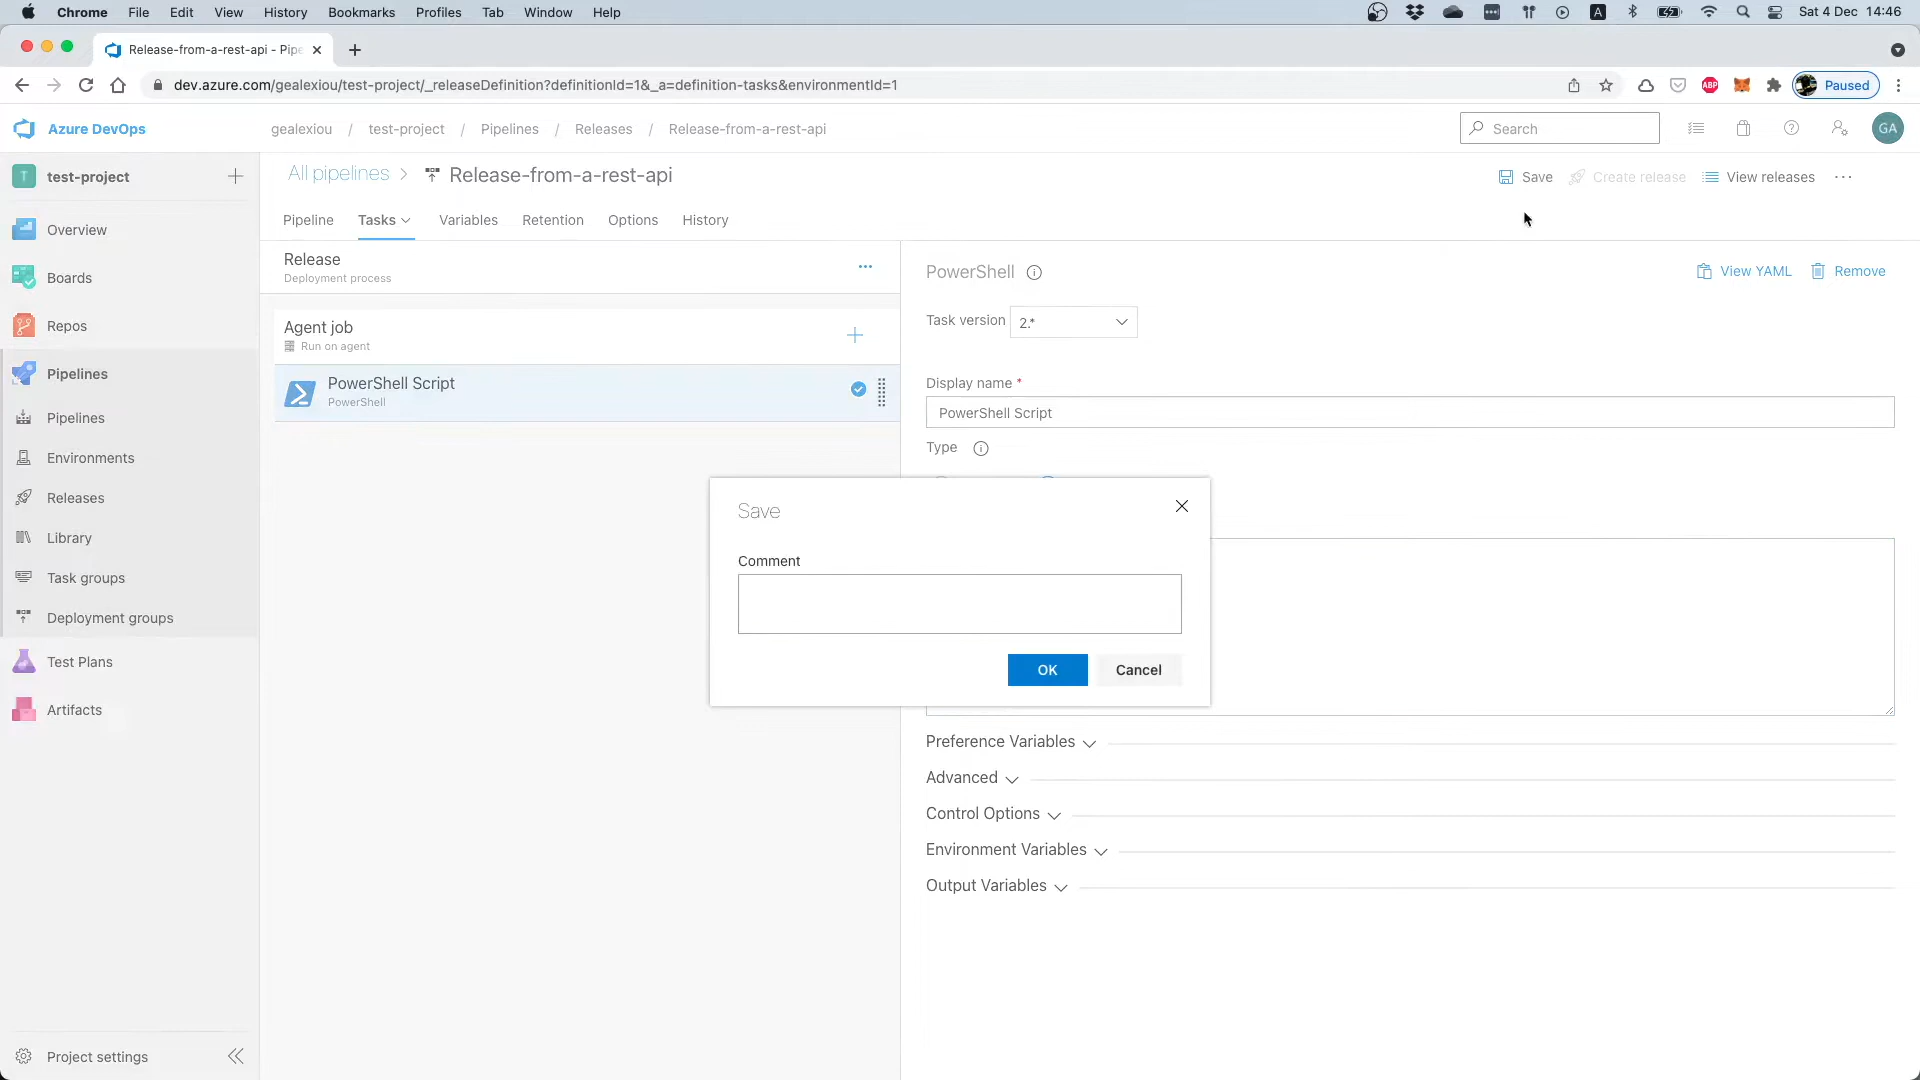 Chrome File Edit View History Bookmarks Profiles Tab Window Help A Sat 4 Dec 14:46
Release-from-a-rest-api - Pipe
dev.azure.com/gealexiou/test-project/_releaseDefinition?definitionId=1&_a=definition-tasks&environmentId=1 ABP Paused
Azure DevOps gealexiou / test-project / Pipelines / Releases / Release-from-a-rest-api Search GA
T test-project
All pipelines > Release-from-a-rest-api Save Create release View releases
Pipeline Tasks Variables Retention Options History
Overview
Boards
Repos
Pipelines
Pipelines
Environments
Releases
Library
Task groups
Deployment groups
Test Plans
Artifacts
Project settings
Release
Deployment process
Agent job
Run on agent
PowerShell Script
PowerShell
PowerShell View YAML Remove
Task version 2.*
Display name *
PowerShell Script
Type
Save
Comment
OK Cancel
Preference Variables
Advanced
Control Options
Environment Variables
Output Variables